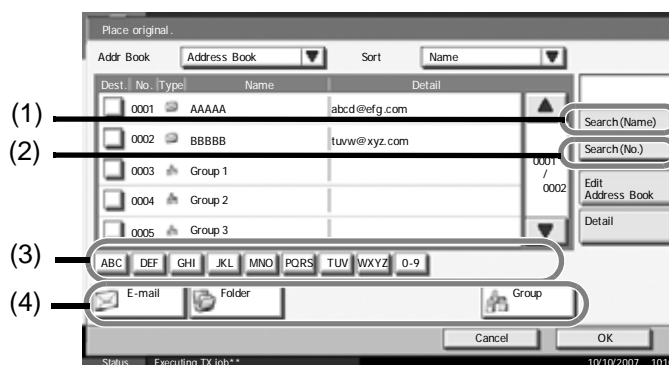 Place original.
Addr Book Address Book Sort Name
Dest. No. Type Name Detail
(1) 0001 AAAAA abcd@efg.com Search(Name)
(2) 0002 BBBBB tuvw@xyz.com Search(No.)
0001
/
0002
0003 Group 1 Edit
Address Book
0004 Group 2
0005 Group 3 Detail
(3) ABC DEF GHI JKL MNO PQRS TUV WXYZ 0-9
(4) E-mail Folder Group
Cancel OK
Status Executing TX job** 10/10/2007 1010